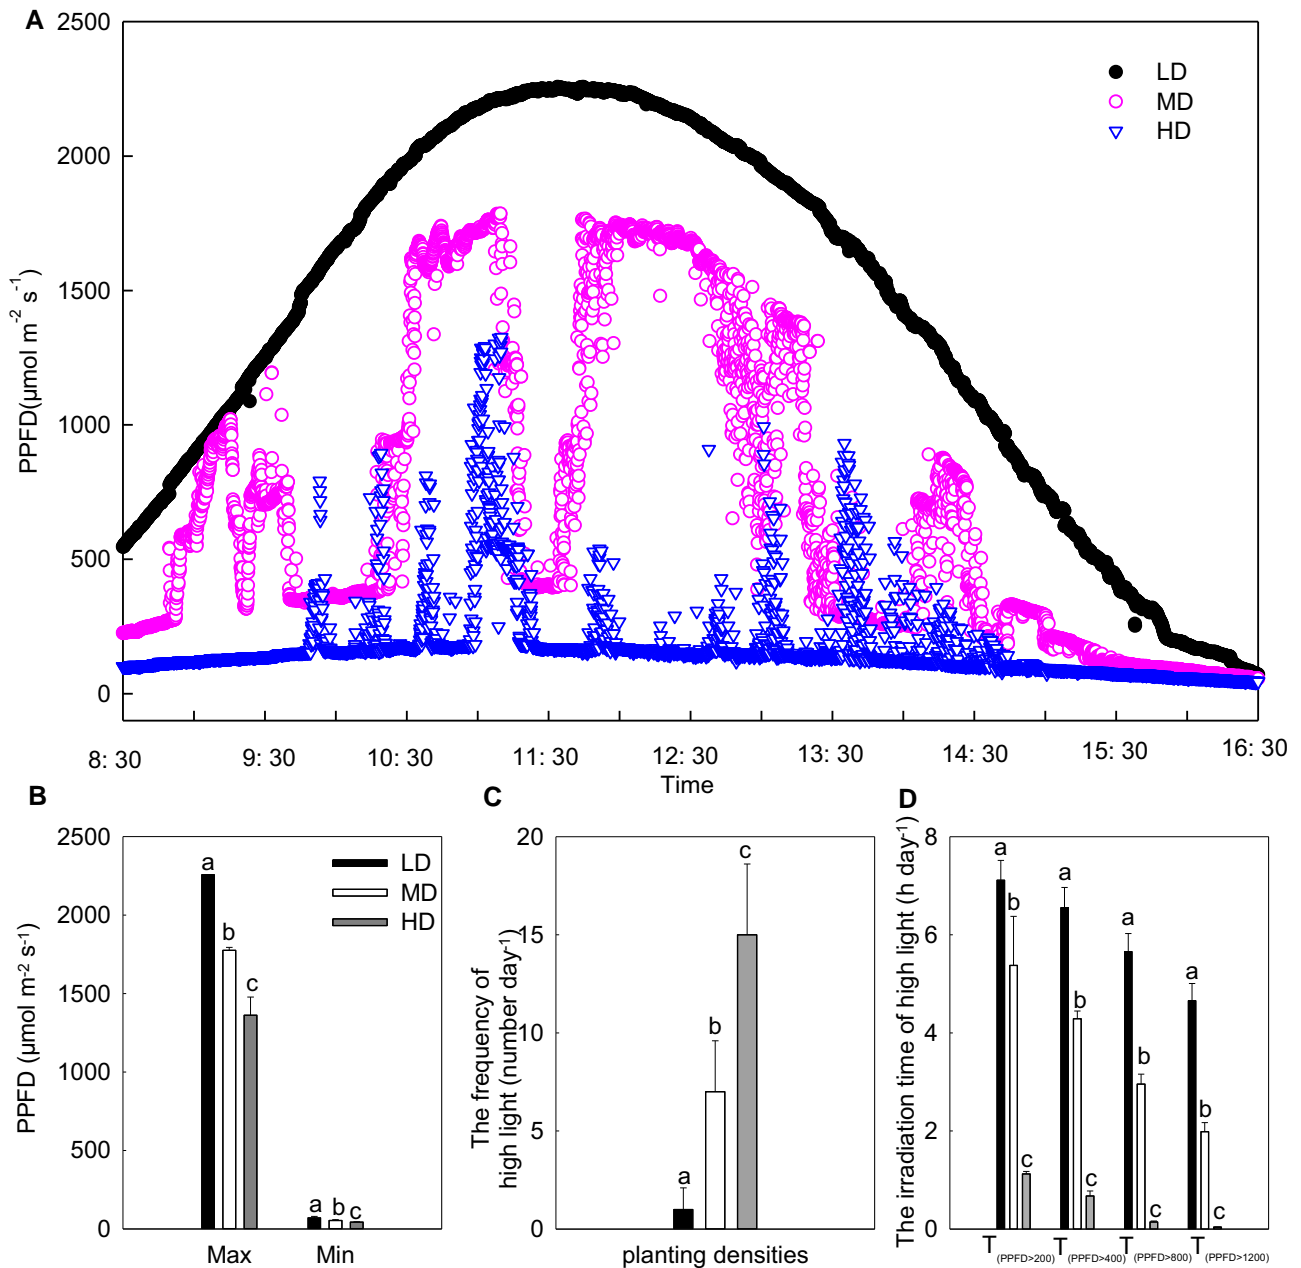 A
2500
2000
1500
1000
500
0
PPFD(μmol m-2 s-1)
LD
MD
HD
8: 30
9: 30
10: 30
11: 30
12: 30
13: 30
14: 30
15: 30
16: 30
Time
B
2500
2000
1500
1000
500
0
PPFD (μmol m-2 s-1)
LD
MD
HD
a
b
c
a
b
c
Max
Min
C
20
15
10
5
0
The frequency of
high light (number day-1)
a
b
c
planting densities
D
8
6
4
2
0
The irradiation time of high light (h day-1)
a
b
c
a
b
c
a
b
c
a
b
c
T(PPFD>200)
T(PPFD>400)
T(PPFD>800)
T(PPFD>1200)